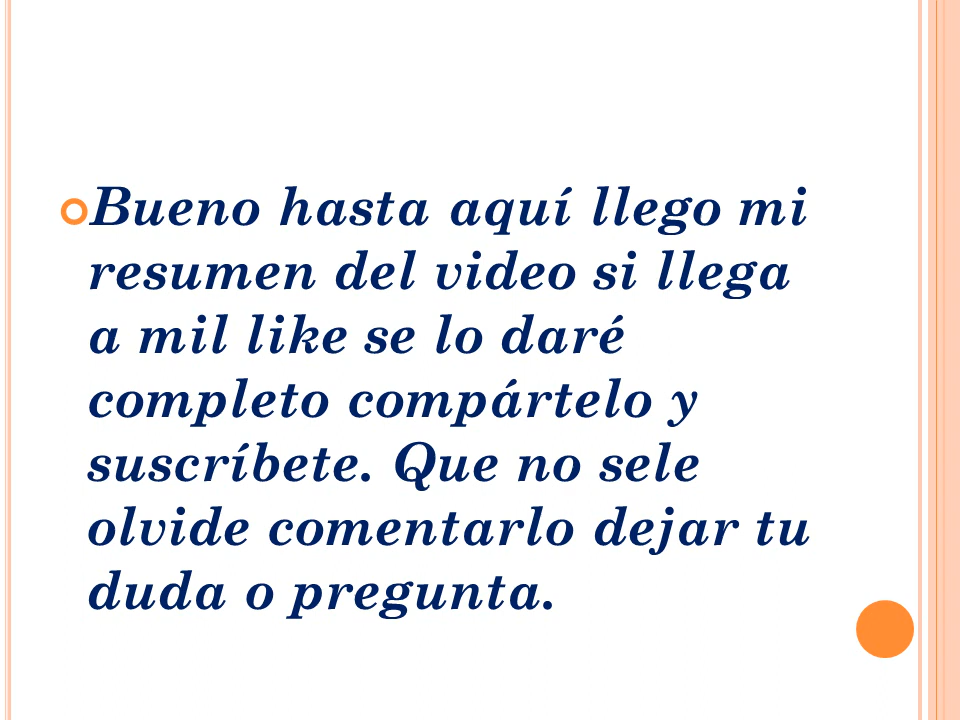 Bueno hasta aquí llego mi
resumen del video si llega
a mil like se lo daré
completo compártelo y
suscríbete. Que no sele
olvide comentarlo dejar tu
duda o pregunta.